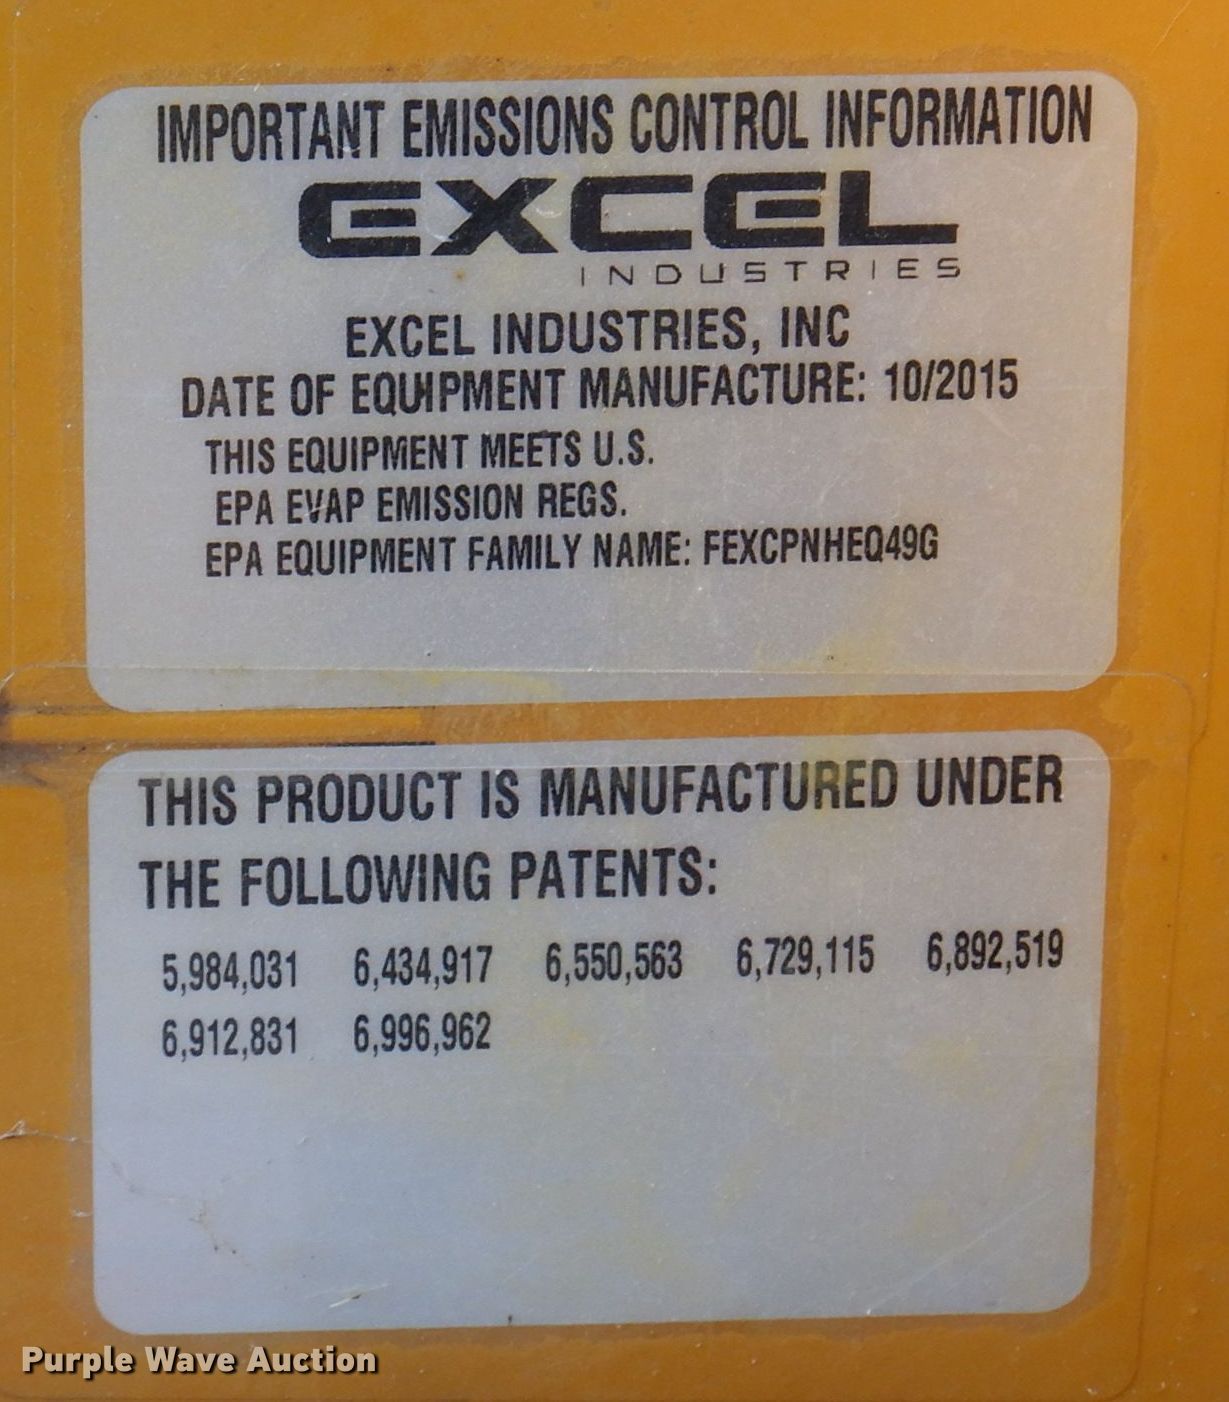 IMPORTANT EMISSIONS CONTROL INFORMATION
EXCEL
INDUSTRIES
EXCEL INDUSTRIES, INC
DATE OF EQUIPMENT MANUFACTURE: 10/2015
THIS EQUIPMENT MEETS U.S.
EPA EVAP EMISSION REGS.
EPA EQUIPMENT FAMILY NAME: FEXCPNHEQ49G
THIS PRODUCT IS MANUFACTURED UNDER
THE FOLLOWING PATENTS:
5,984,031 6,434,917 6,550,563 6,729,115 6,892,519
6,912,831 6,996,962
Purple Wave Auction